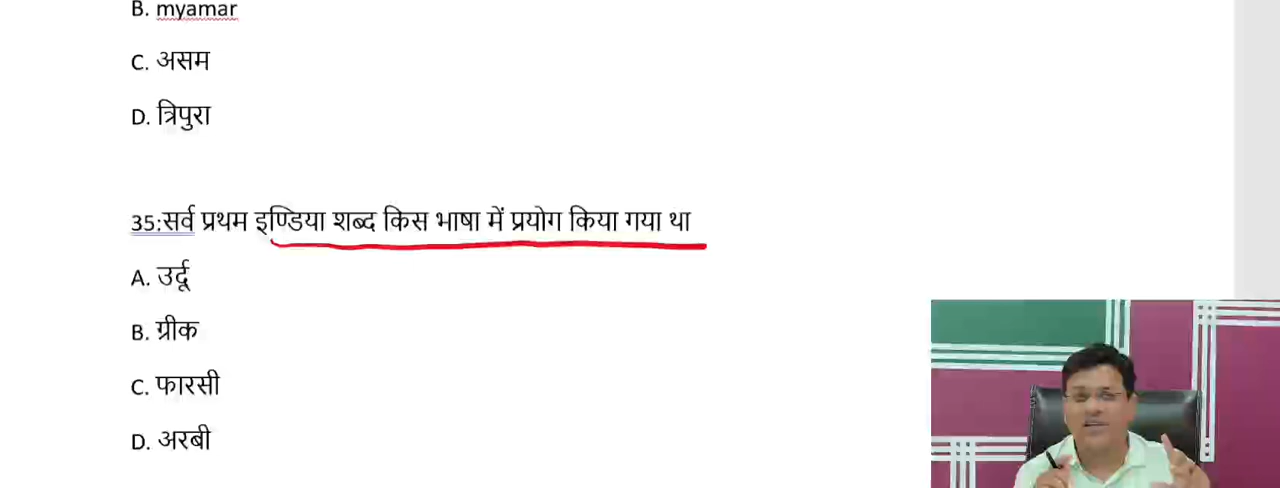 B. myamar
C. असम
D. त्रिपुरा
35:सर्व प्रथम इण्डिया शब्द किस भाषा में प्रयोग किया गया था
A. उर्दू
B. ग्रीक
C. फारसी
D. अरबी